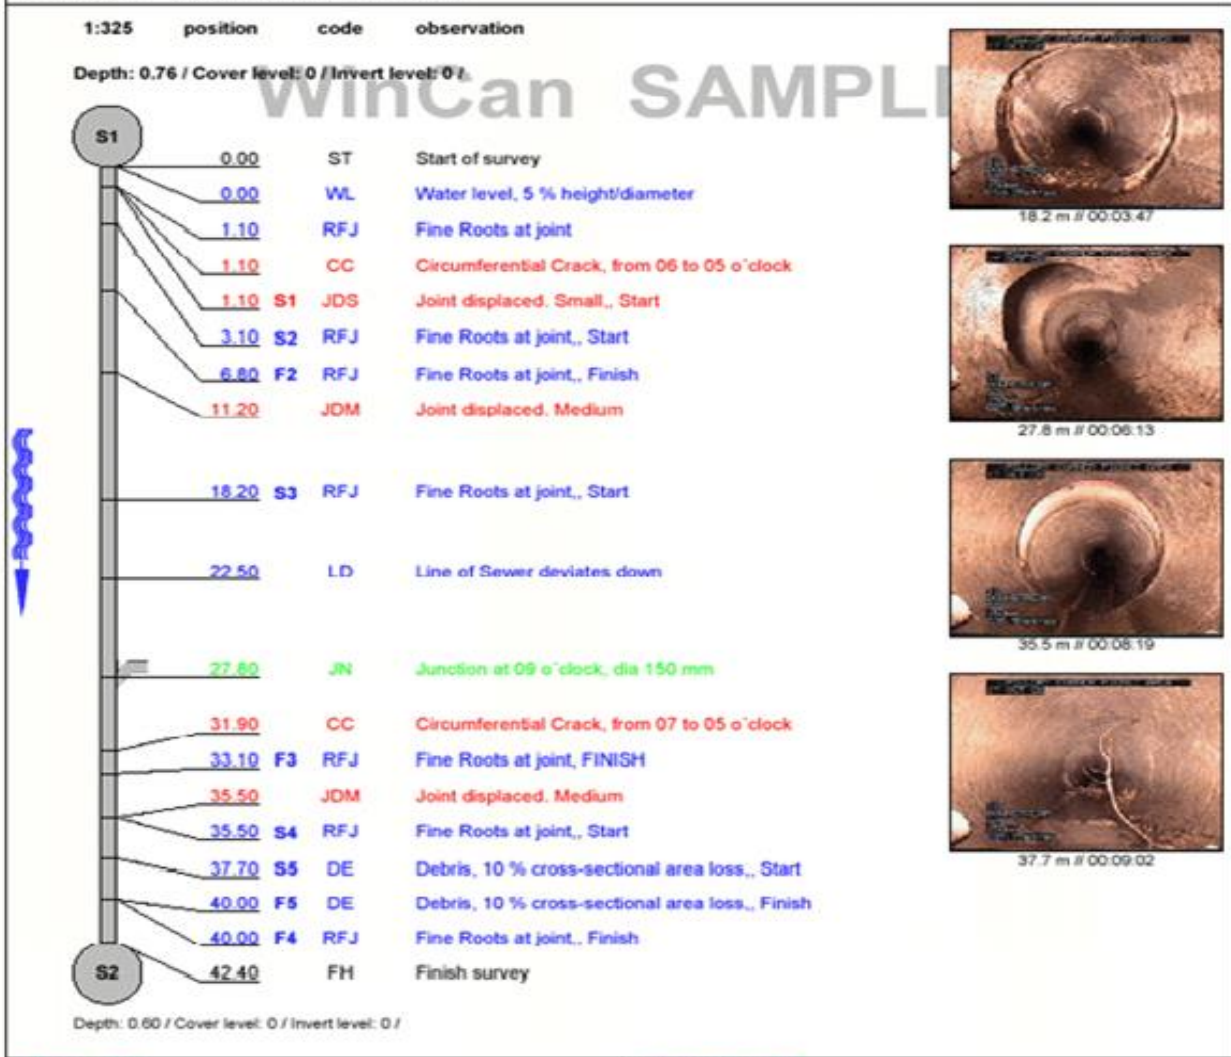 1:325 position code observation
Depth: 0.76 / Cover level: 0 / Invert level: 0 /
WinCan SAMPL
S1
0.00 ST Start of survey
0.00 WL Water level, 5 % height/diameter
1.10 RFJ Fine Roots at joint
1.10 CC Circumferential Crack, from 06 to 05 o`clock
1.10 S1 JDS Joint displaced. Small,, Start
3.10 S2 RFJ Fine Roots at joint,, Start
6.80 F2 RFJ Fine Roots at joint,, Finish
11.20 JDM Joint displaced. Medium
18.20 S3 RFJ Fine Roots at joint,, Start
22.50 LD Line of Sewer deviates down
27.80 JN Junction at 09 o`clock, dia 150 mm
31.90 CC Circumferential Crack, from 07 to 05 o`clock
33.10 F3 RFJ Fine Roots at joint, FINISH
35.50 JDM Joint displaced. Medium
35.50 S4 RFJ Fine Roots at joint,, Start
37.70 S5 DE Debris, 10 % cross-sectional area loss,, Start
40.00 F5 DE Debris, 10 % cross-sectional area loss,, Finish
40.00 F4 RFJ Fine Roots at joint,, Finish
42.40 FH Finish survey
S2
Depth: 0.60 / Cover level: 0 / Invert level: 0 /
18.2 m // 00:03:47
27.8 m // 00:06:13
35.5 m // 00:08:19
37.7 m // 00:09:02